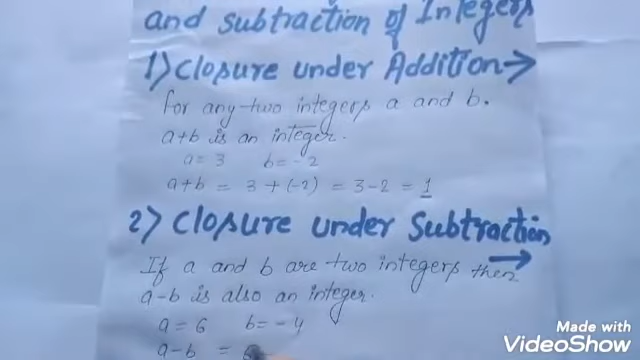 and subtraction of Integers
1) Closure under Addition →
for any two integers a and b.
a+b is an integer.
a = 3 b = -2
a+b = 3 + (-2) = 3-2 = 1
2) Closure under Subtraction →
If a and b are two integers then
a-b is also an integer.
a = 6 b = -4
a-b =
Made with
VideoShow